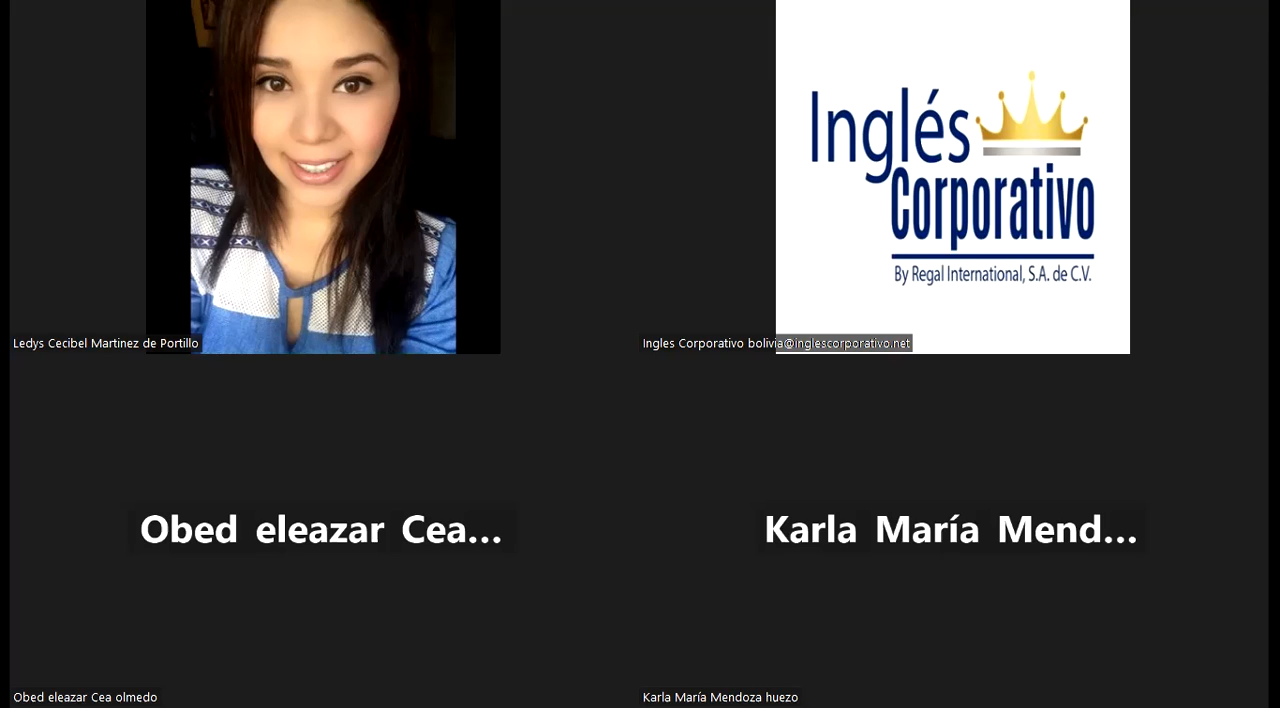 Inglés
Corporativo
By Regal International, S.A. de C.V.
Ledys Cecibel Martinez de Portillo
Ingles Corporativo bolivia@inglescorporativo.net
Obed eleazar Cea...
Karla María Mend...
Obed eleazar Cea olmedo
Karla María Mendoza huezo